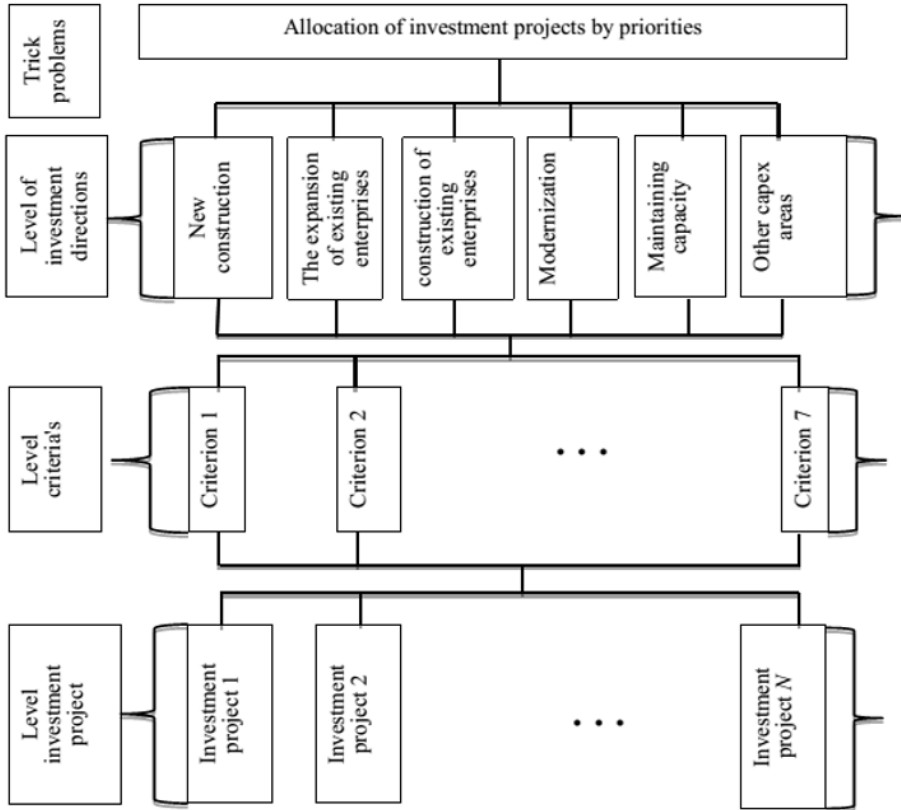 Trick
problems
Allocation of investment projects by priorities
Level of
investment
directions
New
construction
The expansion
of existing
enterprises
construction of
existing
enterprises
Modernization
Maintaining
capacity
Other capex
areas
Level
criteria's
Criterion 1
Criterion 2
• • •
Criterion 7
Level
investment
project
Investment
project 1
Investment
project 2
• • •
Investment
project N